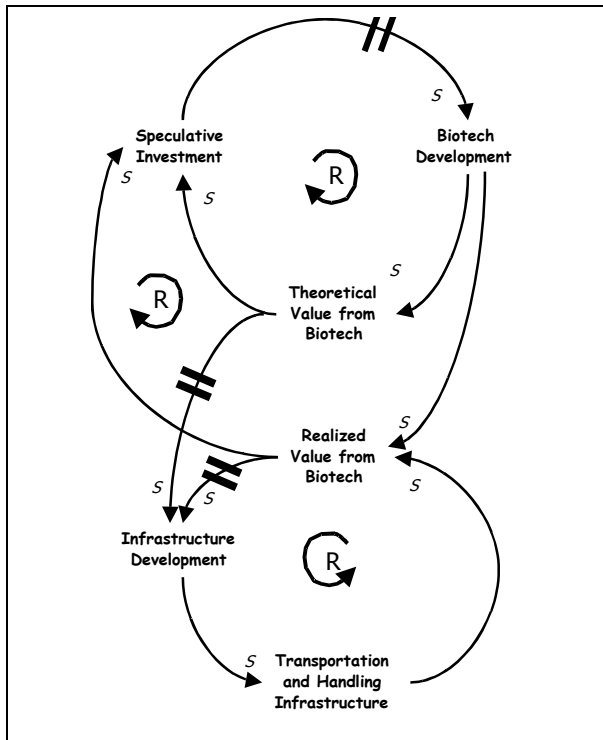 S
Speculative
Investment
Biotech
Development
S
S
R
S
R
Theoretical
Value from
Biotech
S
Realized
Value from
Biotech
S
S
S
Infrastructure
Development
R
S
Transportation
and Handling
Infrastructure